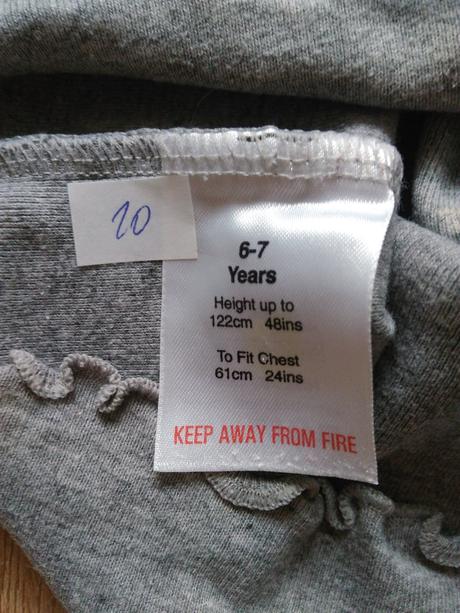 10
6-7
Years
Height up to
122cm 48ins
To Fit Chest
61cm 24ins
KEEP AWAY FROM FIRE